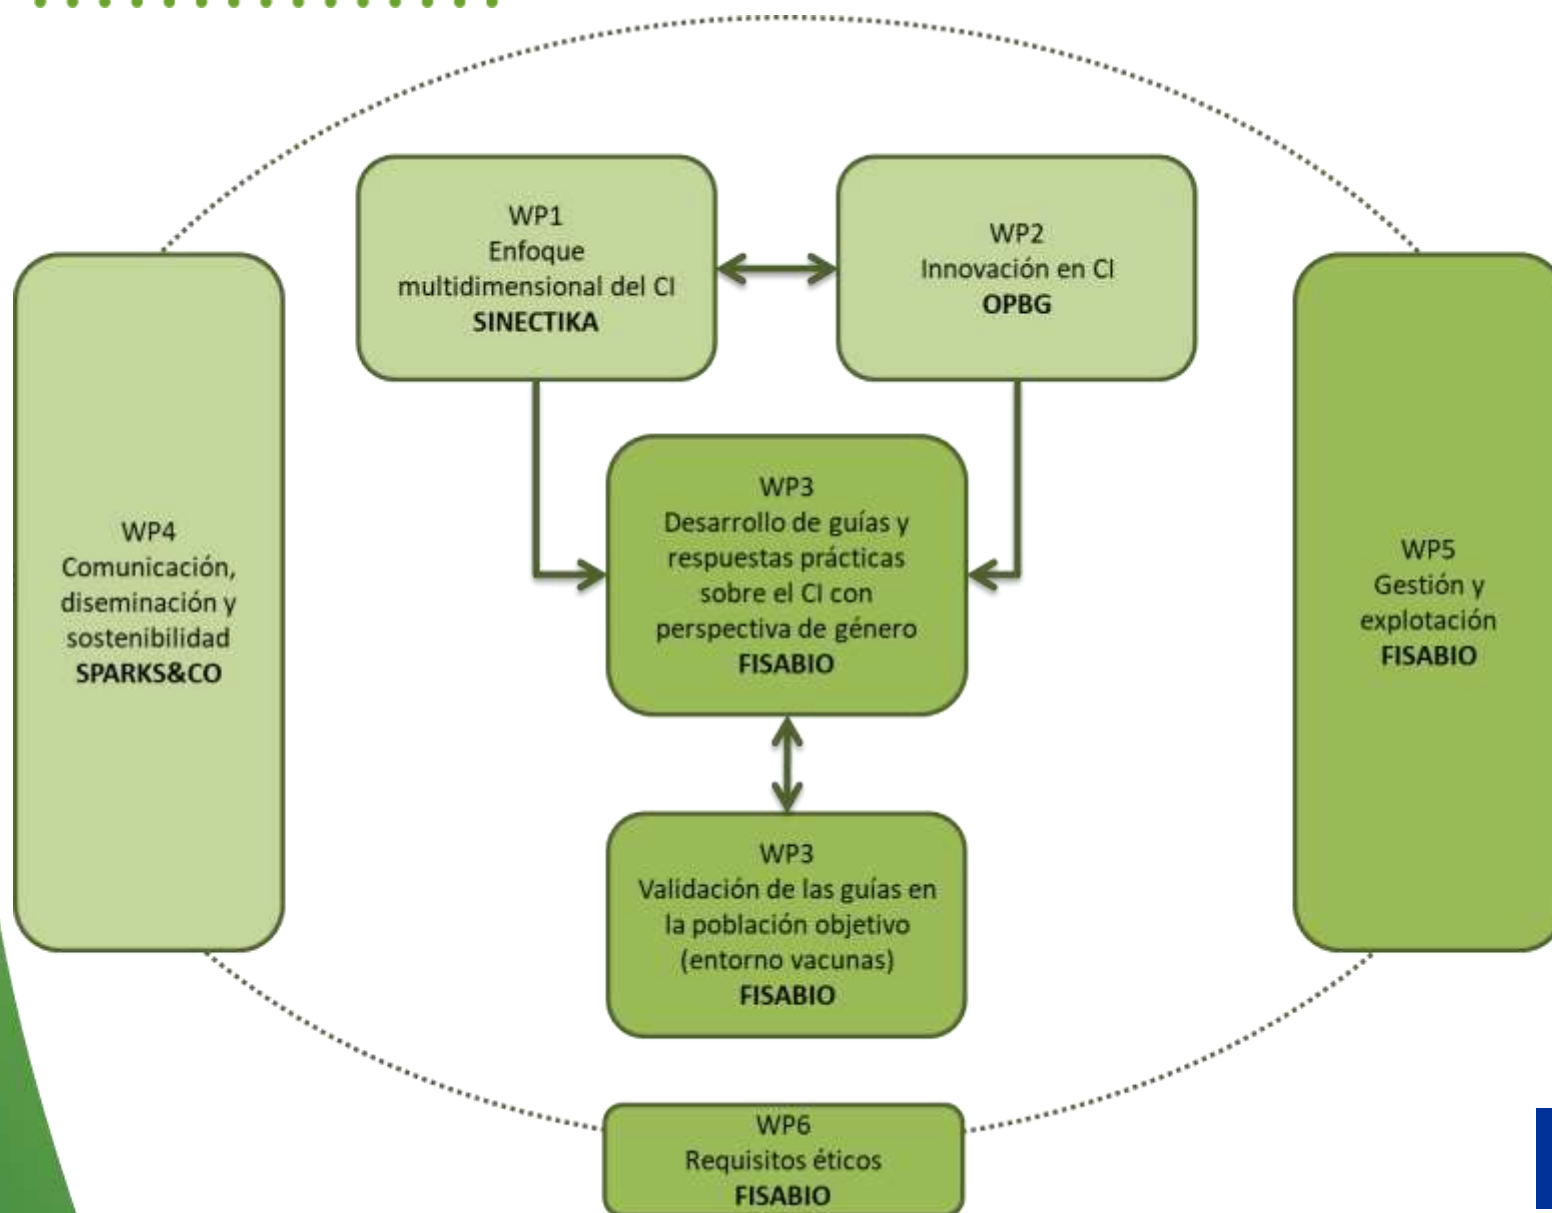 WP1
Enfoque
multidimensional del CI
SINECTIKA
WP2
Innovación en CI
OPBG
WP4
Comunicación,
diseminación y
sostenibilidad
SPARKS&CO
WP3
Desarrollo de guías y
respuestas prácticas
sobre el CI con
perspectiva de género
FISABIO
WP5
Gestión y
explotación
FISABIO
WP3
Validación de las guías en
la población objetivo
(entorno vacunas)
FISABIO
WP6
Requisitos éticos
FISABIO